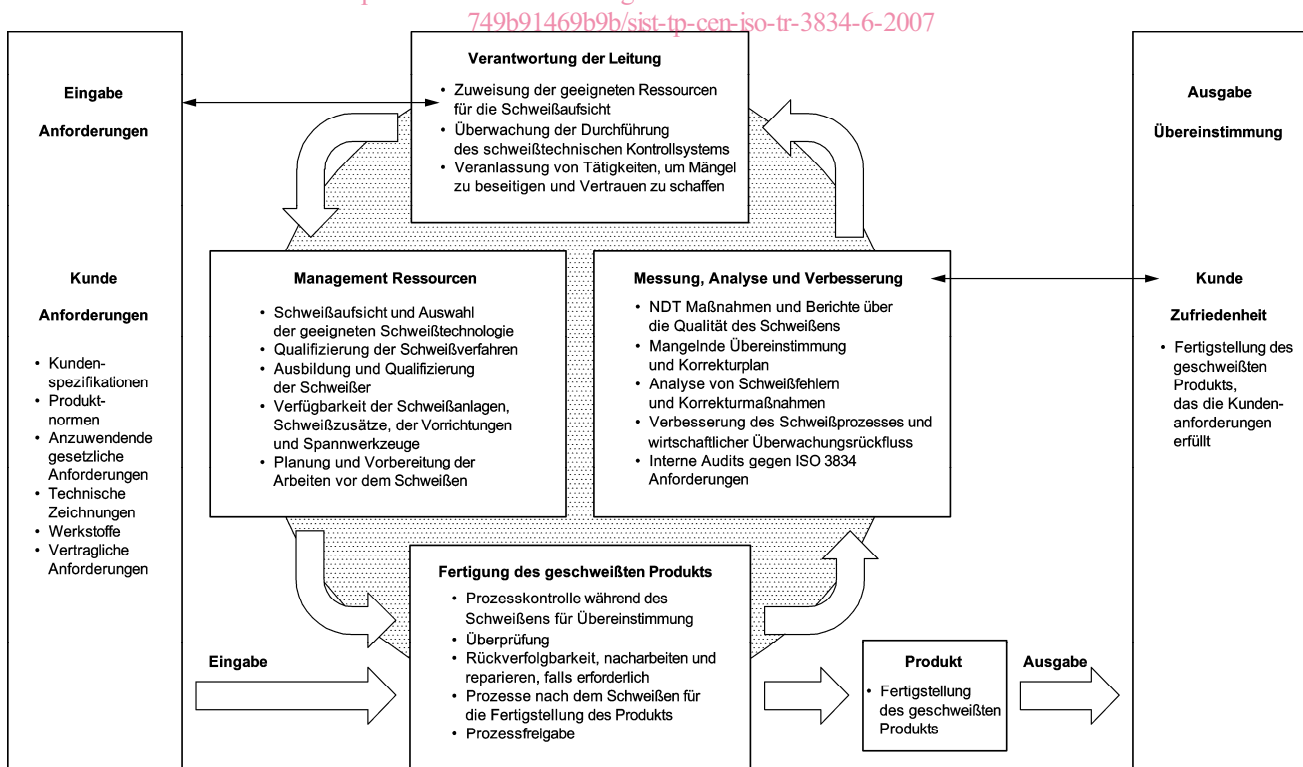 749b91469b9b/sist-tp-cen-iso-tr-3834-6-2007
Eingabe
Anforderungen
Kunde
Anforderungen
• Kunden-
spezifikationen
• Produkt-
normen
• Anzuwendende
gesetzliche
Anforderungen
• Technische
Zeichnungen
• Werkstoffe
• Vertragliche
Anforderungen
Verantwortung der Leitung
• Zuweisung der geeigneten Ressourcen
für die Schweißaufsicht
• Überwachung der Durchführung
des schweißtechnischen Kontrollsystems
• Veranlassung von Tätigkeiten, um Mängel
zu beseitigen und Vertrauen zu schaffen
Management Ressourcen
• Schweißaufsicht und Auswahl
der geeigneten Schweißtechnologie
• Qualifizierung der Schweißverfahren
• Ausbildung und Qualifizierung
der Schweißer
• Verfügbarkeit der Schweißanlagen,
Schweißzusätze, der Vorrichtungen
und Spannwerkzeuge
• Planung und Vorbereitung der
Arbeiten vor dem Schweißen
Messung, Analyse und Verbesserung
• NDT Maßnahmen und Berichte über
die Qualität des Schweißens
• Mangelnde Übereinstimmung
und Korrekturplan
• Analyse von Schweißfehlern
und Korrekturmaßnahmen
• Verbesserung des Schweißprozesses und
wirtschaftlicher Überwachungsrückfluss
• Interne Audits gegen ISO 3834
Anforderungen
Eingabe
Fertigung des geschweißten Produkts
• Prozesskontrolle während des
Schweißens für Übereinstimmung
• Überprüfung
• Rückverfolgbarkeit, nacharbeiten und
reparieren, falls erforderlich
• Prozesse nach dem Schweißen für
die Fertigstellung des Produkts
• Prozessfreigabe
Produkt
• Fertigstellung
des geschweißten
Produkts
Ausgabe
Ausgabe
Übereinstimmung
Kunde
Zufriedenheit
• Fertigstellung des
geschweißten
Produkts,
das die Kunden-
anforderungen
erfüllt